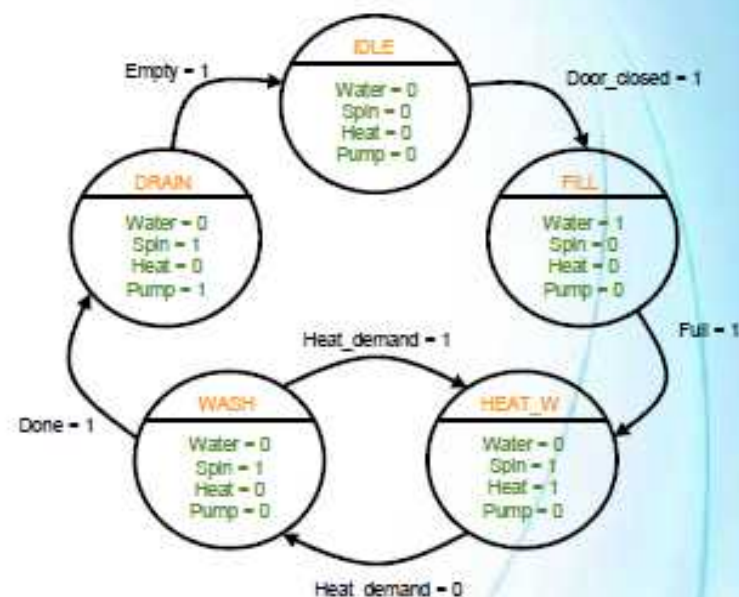 IDLE
Water = 0
Spin = 0
Heat = 0
Pump = 0
Empty = 1
Door_closed = 1
DRAIN
Water = 0
Spin = 1
Heat = 0
Pump = 1
FILL
Water = 1
Spin = 0
Heat = 0
Pump = 0
Full = 1
Heat_demand = 1
Done = 1
WASH
Water = 0
Spin = 1
Heat = 0
Pump = 0
HEAT_W
Water = 0
Spin = 1
Heat = 1
Pump = 0
Heat_demand = 0